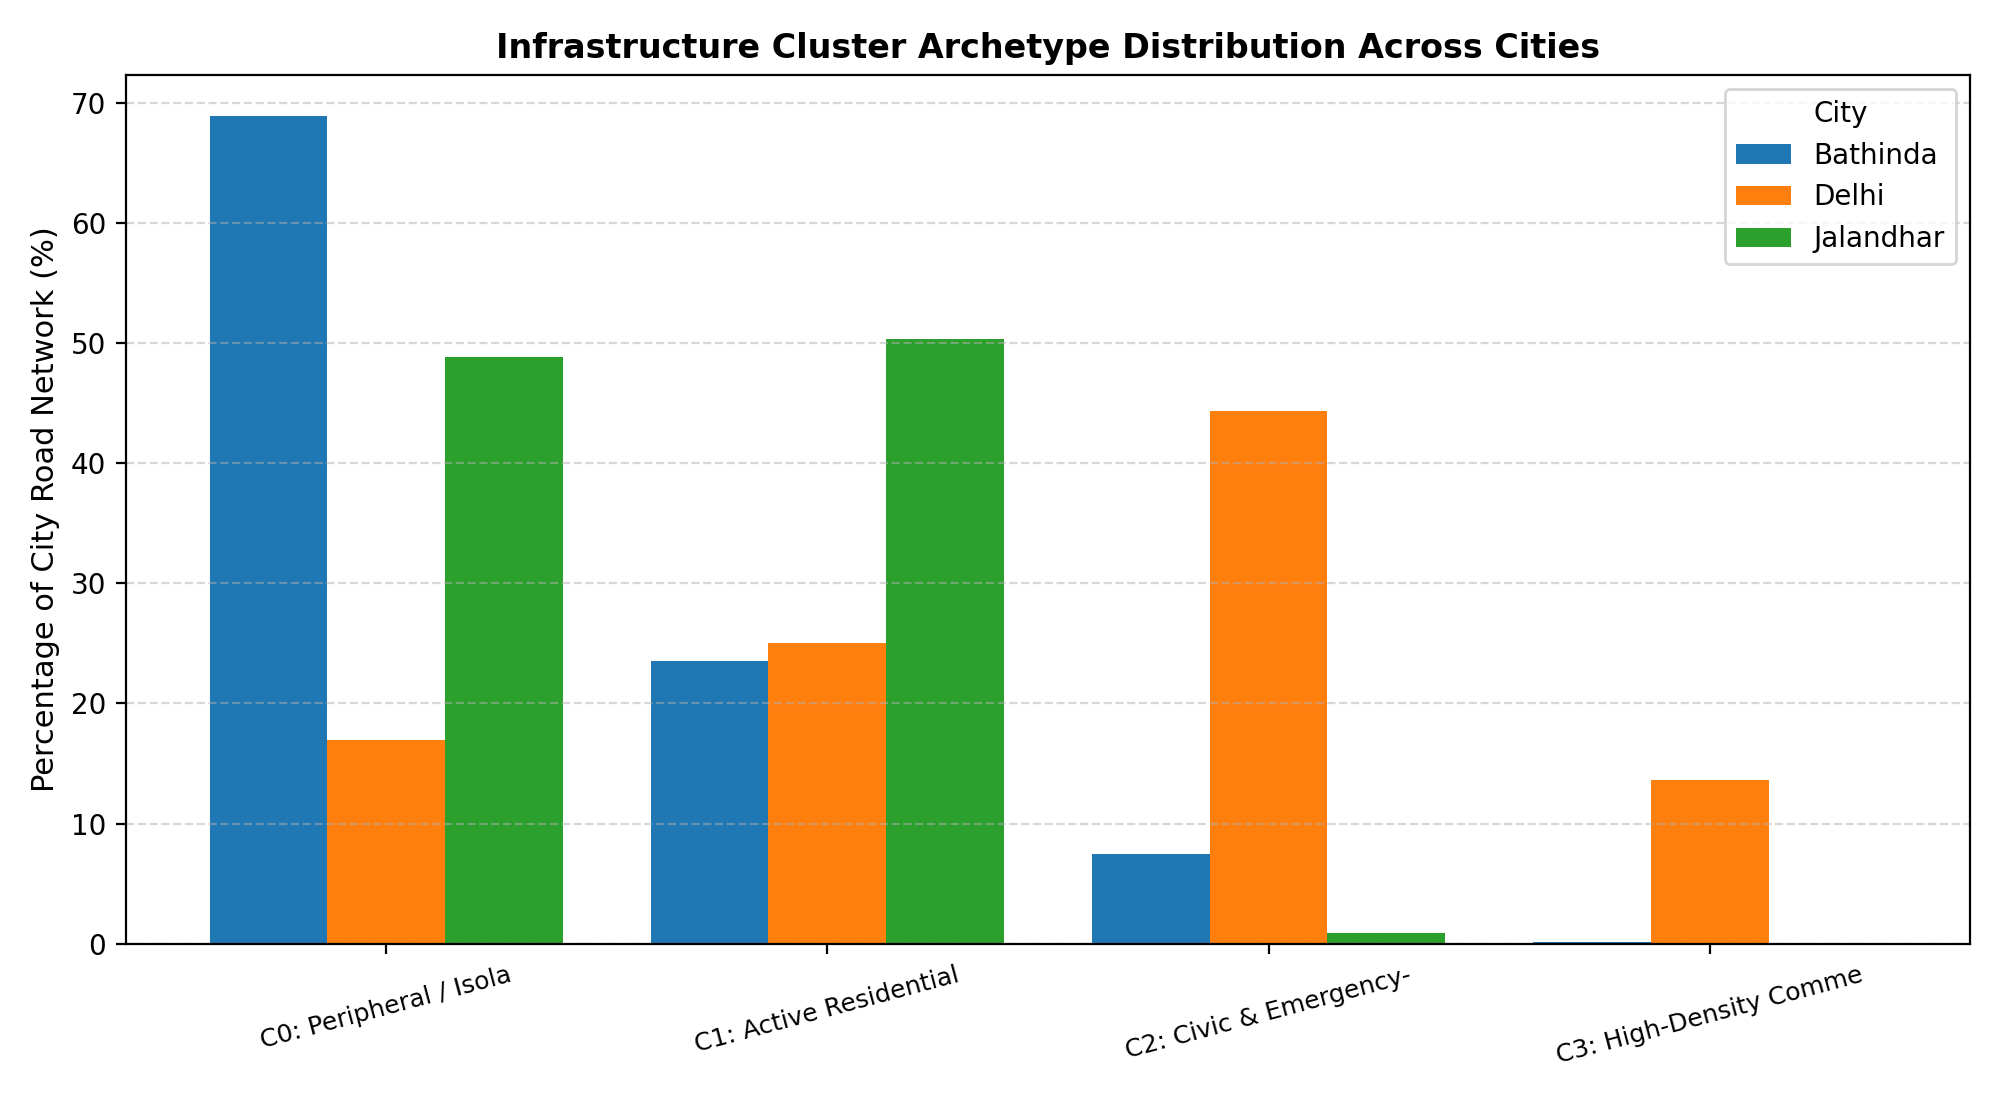 Infrastructure Cluster Archetype Distribution Across Cities
Percentage of City Road Network (%)
70
60
50
40
30
20
10
0
City
Bathinda
Delhi
Jalandhar
C0: Peripheral / Isola
C1: Active Residential
C2: Civic & Emergency-
C3: High-Density Comme